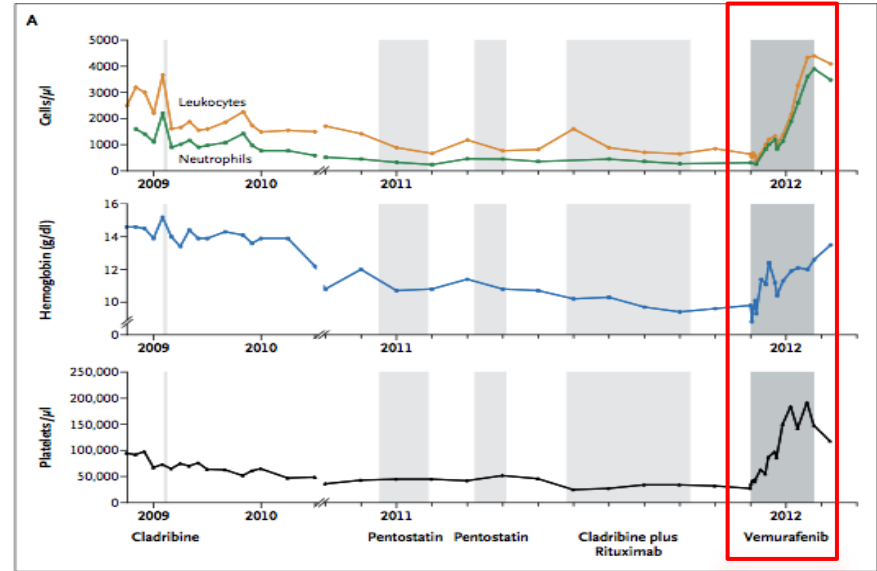 A
5000
4000
3000
2000
1000
0
Cells/µl
Leukocytes
Neutrophils
2009 2010 2011 2012
16
14
12
10
0
Hemoglobin (g/dl)
2009 2010 2011 2012
250,000
200,000
150,000
100,000
50,000
0
Platelets/µl
2009 2010 2011 2012
Cladribine Pentostatin Pentostatin Cladribine plus Vemurafenib
Rituximab